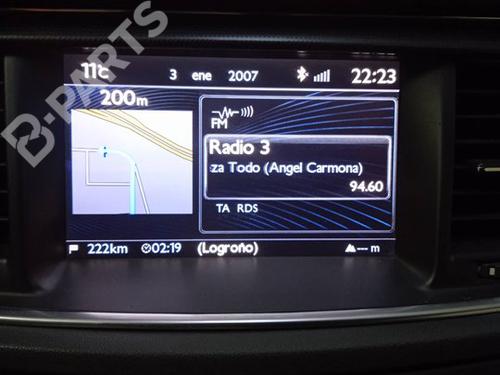 11°C 3 ene 2007 22:23
200m
FM
Radio 3
za Todo (Angel Carmona)
94.60
TA RDS
222km 02:19 (Logroño) --- m
B-PARTS